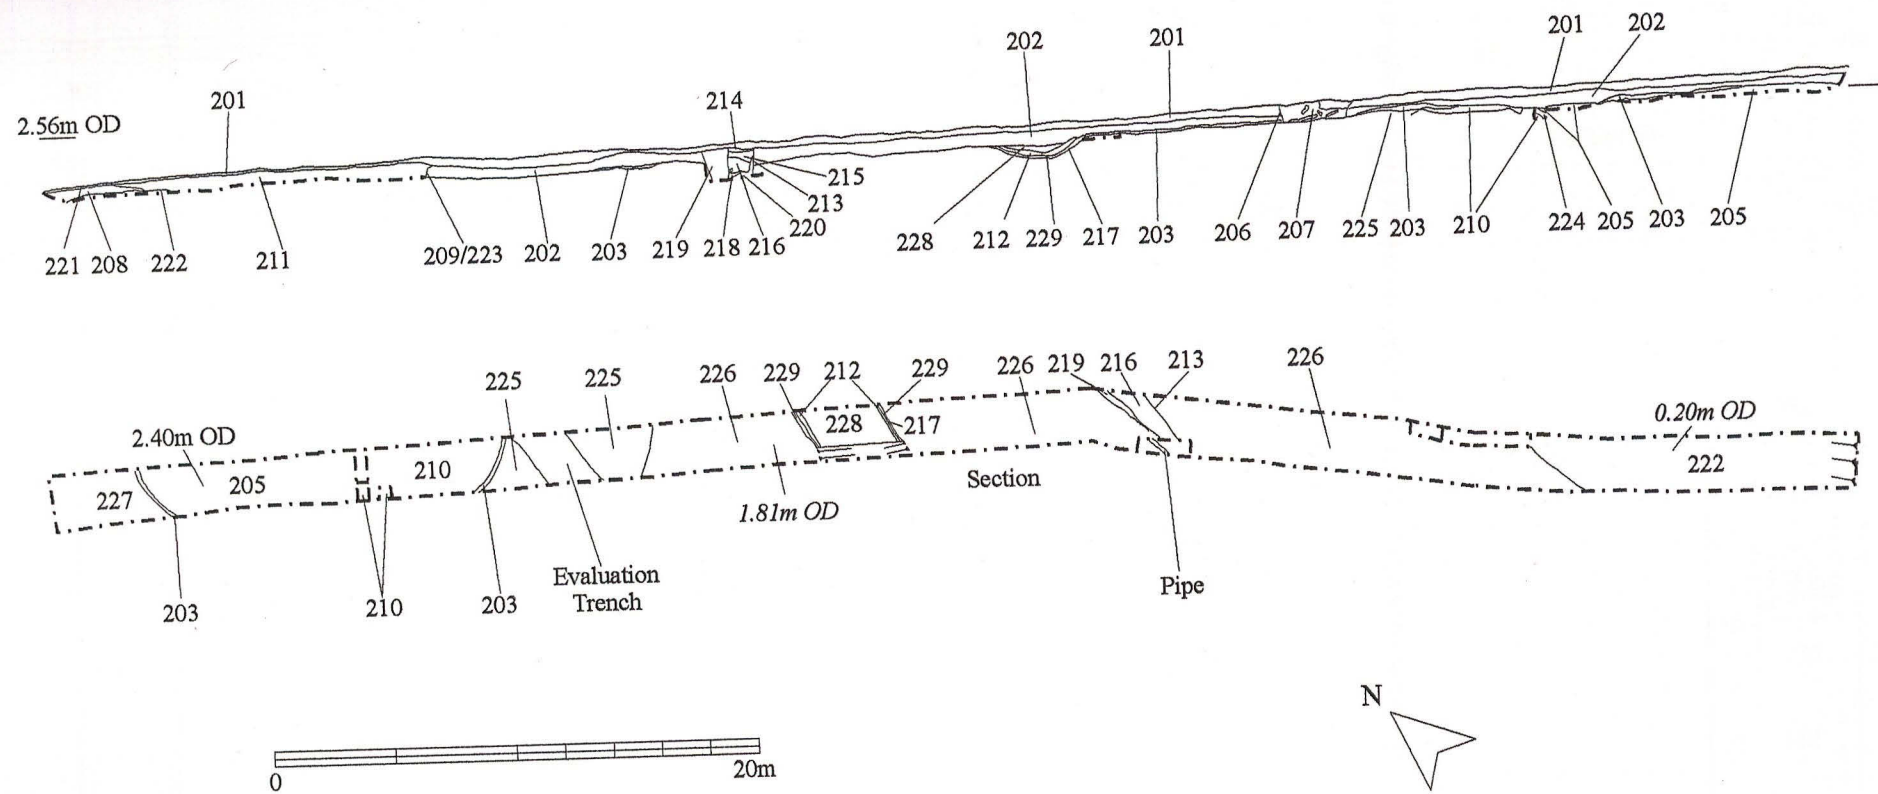 201 202
202 201
201 214
2.56m OD
215
213
220
221 208 222 211 209/223 202 203 219 218 216
228 212 229 217 203 206 207 225 203 210 224 205 203 205
225 225 226 229 212 229 226 219 216 213 226
2.40m OD
0.20m OD
227 205 210 228 217 222
Section
1.81m OD
203 210 203
Evaluation
Trench
Pipe
N
0 20m